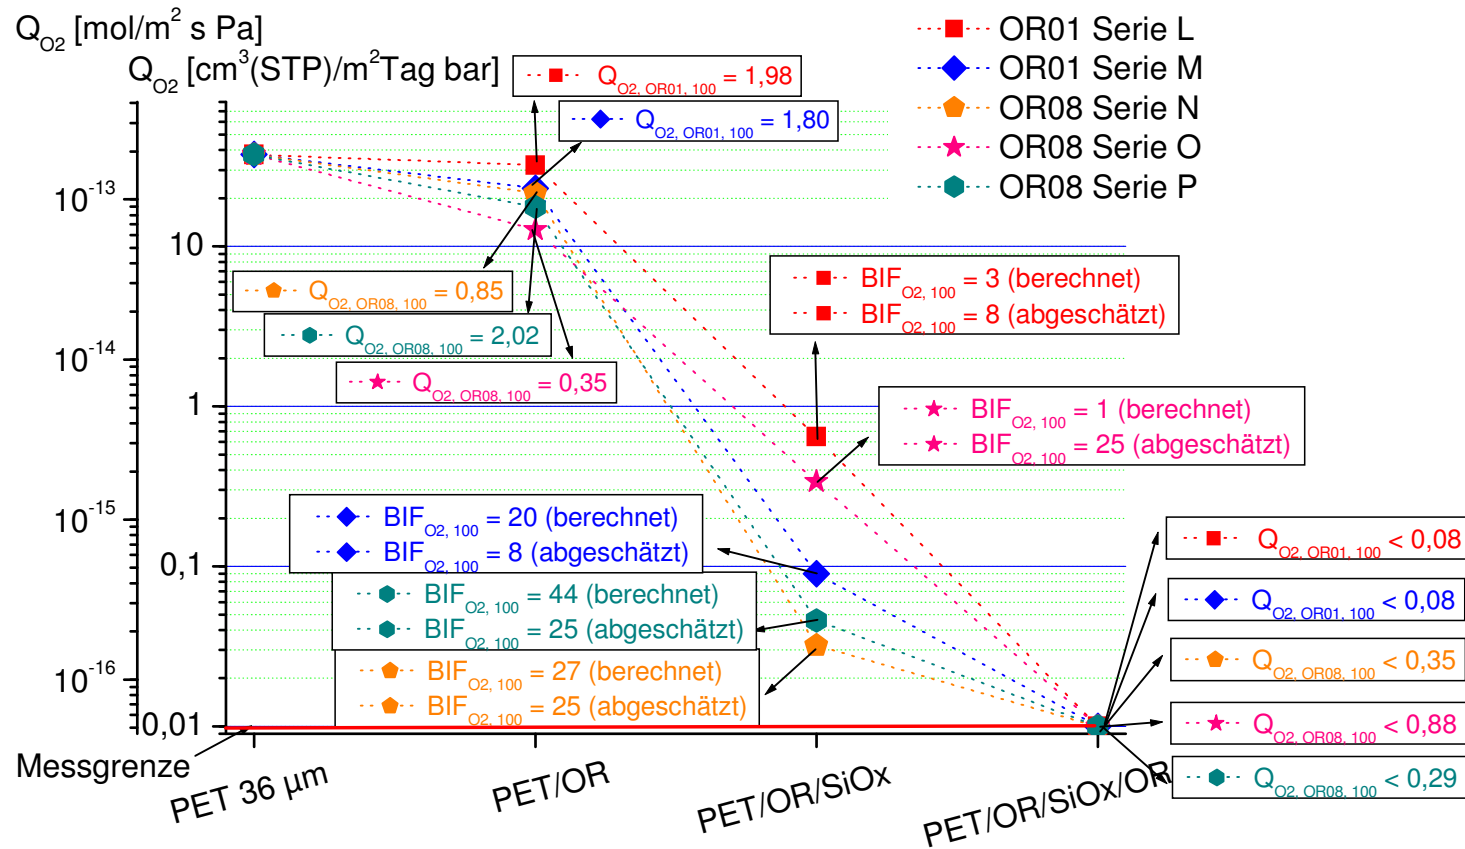 Q_O2 [mol/m² s Pa]
Q_O2 [cm³(STP)/m²Tag bar]
OR01 Serie L
OR01 Serie M
OR08 Serie N
OR08 Serie O
OR08 Serie P
Q_O2, OR01, 100 = 1,98
Q_O2, OR01, 100 = 1,80
10^-13
10
Q_O2, OR08, 100 = 0,85
Q_O2, OR08, 100 = 2,02
Q_O2, OR08, 100 = 0,35
BIF_O2, 100 = 3 (berechnet)
BIF_O2, 100 = 8 (abgeschätzt)
10^-14
1
BIF_O2, 100 = 1 (berechnet)
BIF_O2, 100 = 25 (abgeschätzt)
10^-15
0,1
BIF_O2, 100 = 20 (berechnet)
BIF_O2, 100 = 8 (abgeschätzt)
BIF_O2, 100 = 44 (berechnet)
BIF_O2, 100 = 25 (abgeschätzt)
BIF_O2, 100 = 27 (berechnet)
BIF_O2, 100 = 25 (abgeschätzt)
10^-16
0,01
Q_O2, OR01, 100 < 0,08
Q_O2, OR01, 100 < 0,08
Q_O2, OR08, 100 < 0,35
Q_O2, OR08, 100 < 0,88
Q_O2, OR08, 100 < 0,29
Messgrenze
PET 36 µm
PET/OR
PET/OR/SiOx
PET/OR/SiOx/OR